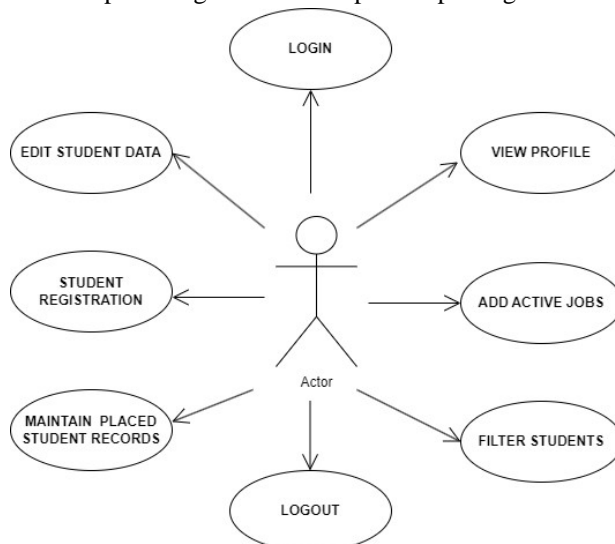 LOGIN
EDIT STUDENT DATA
VIEW PROFILE
STUDENT
REGISTRATION
ADD ACTIVE JOBS
Actor
MAINTAIN PLACED
STUDENT RECORDS
FILTER STUDENTS
LOGOUT